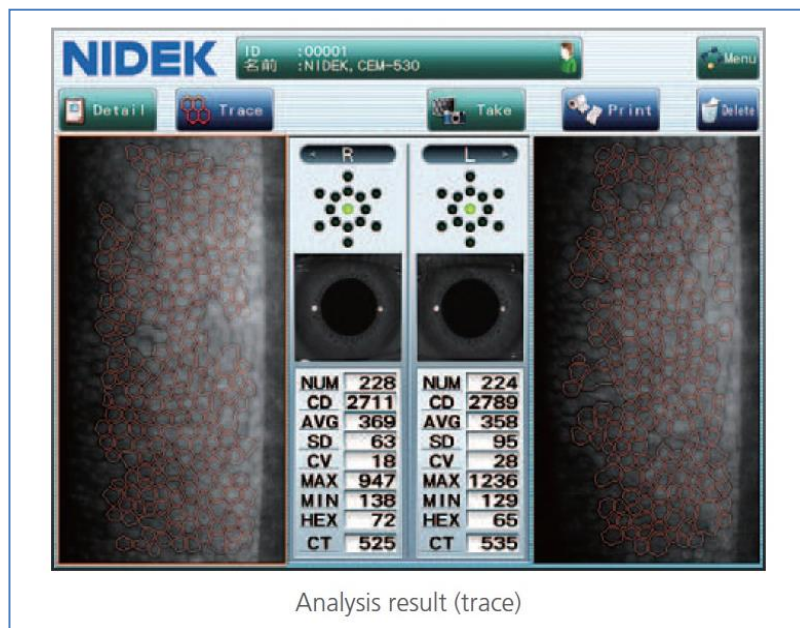 NIDEK
ID :00001
名前 :NIDEK, CEM-530
Menu
Detail
Trace
Take
Print
Delete
R
L
NUM 228
CD 2711
AVG 369
SD 63
CV 18
MAX 947
MIN 138
HEX 72
CT 525
NUM 224
CD 2789
AVG 358
SD 95
CV 28
MAX 1236
MIN 129
HEX 65
CT 535
Analysis result (trace)